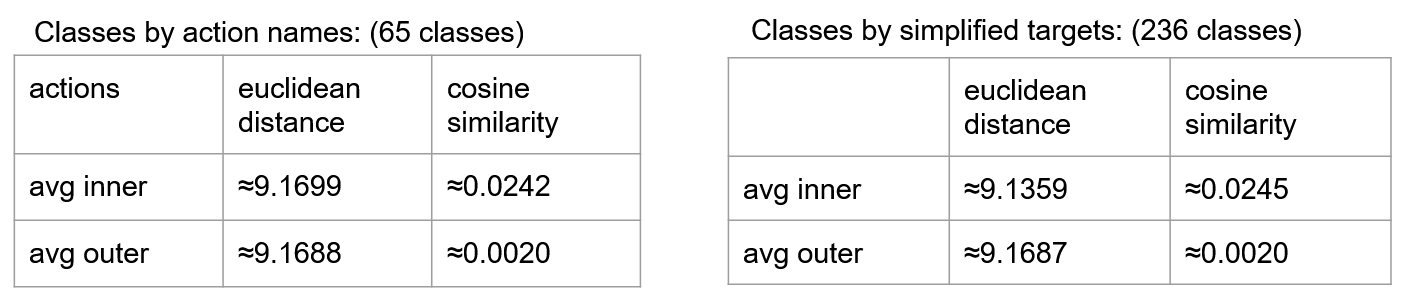 Classes by action names: (65 classes)
actions
euclidean
distance
cosine
similarity
avg inner
≈9.1699
≈0.0242
avg outer
≈9.1688
≈0.0020
Classes by simplified targets: (236 classes)
euclidean
distance
cosine
similarity
avg inner
≈9.1359
≈0.0245
avg outer
≈9.1687
≈0.0020